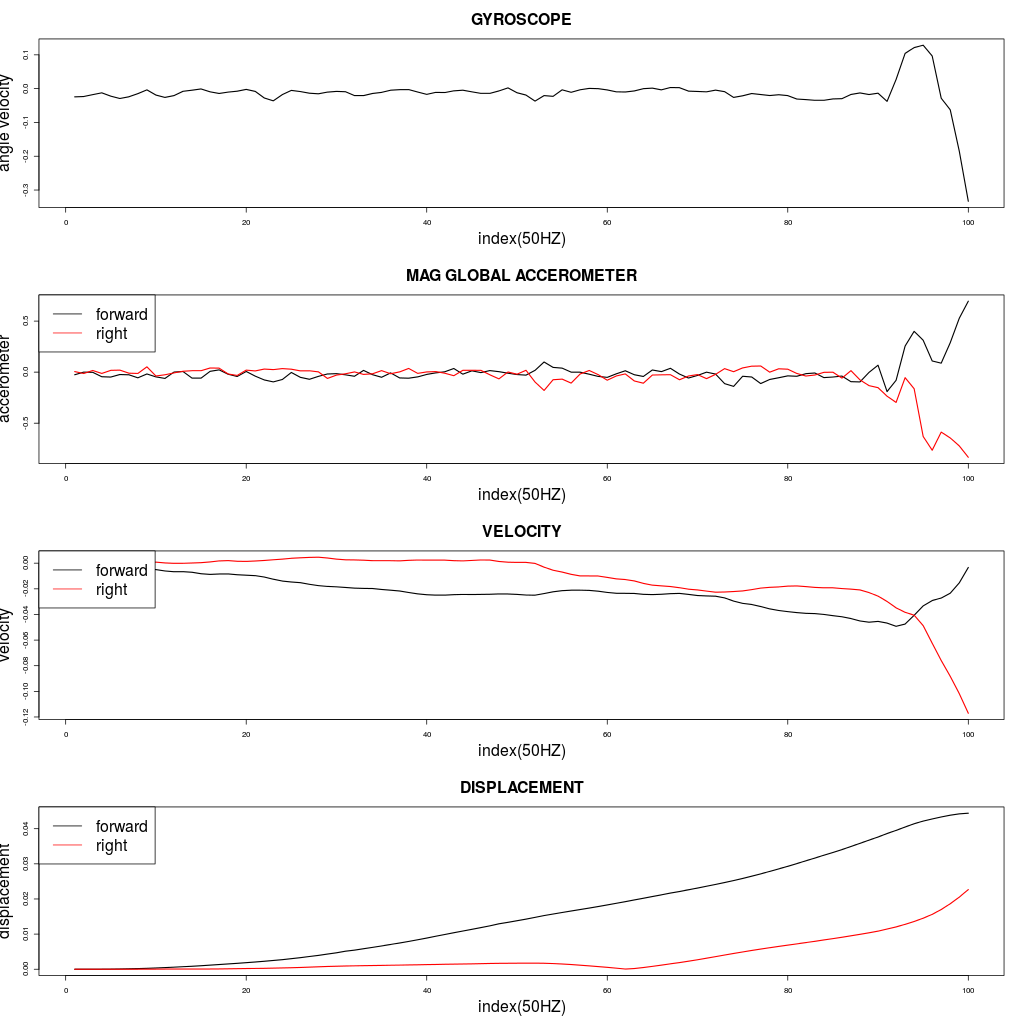 GYROSCOPE
angle velocity
0.1
0.0
-0.1
-0.2
-0.3
0 20 40 60 80 100
index(50HZ)
MAG GLOBAL ACCEROMETER
forward
right
accerometer
0.5
0.0
-0.5
0 20 40 60 80 100
index(50HZ)
VELOCITY
forward
right
velocity
0.00
-0.02
-0.04
-0.06
-0.08
-0.10
-0.12
0 20 40 60 80 100
index(50HZ)
DISPLACEMENT
forward
right
displacement
0.04
0.03
0.02
0.01
0.00
0 20 40 60 80 100
index(50HZ)